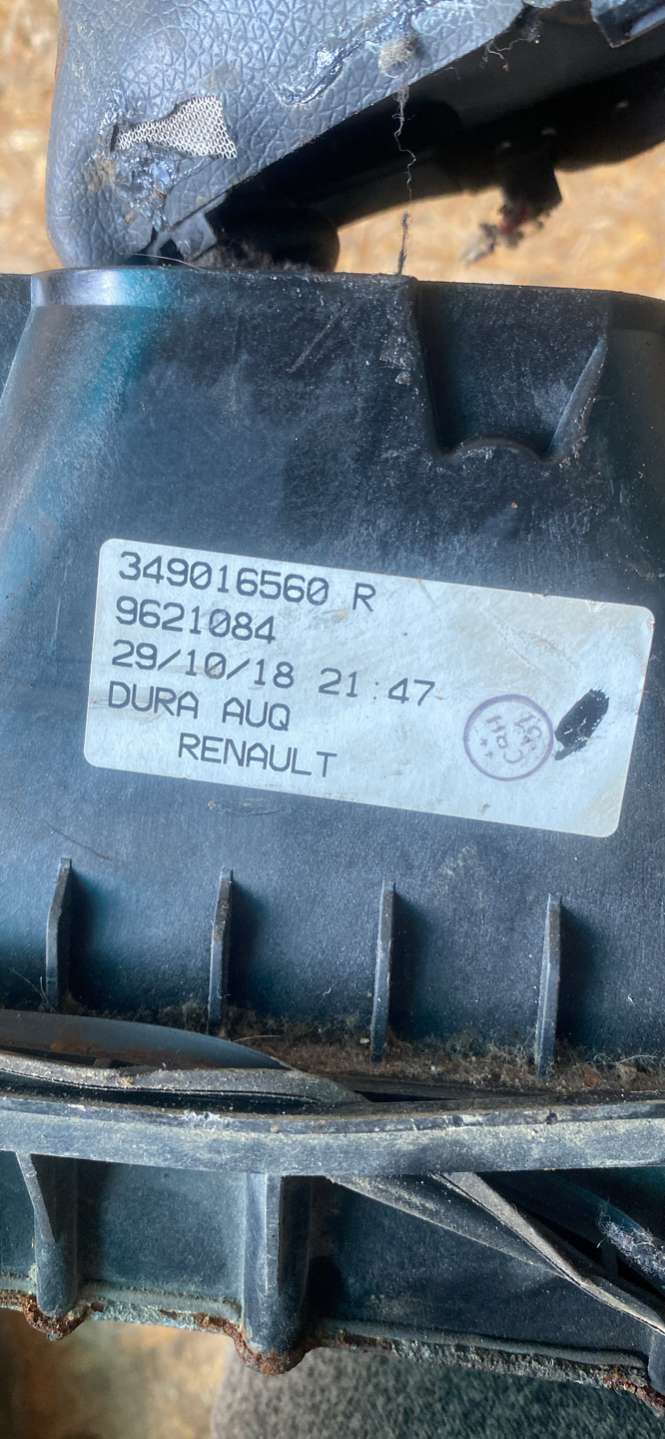 349016560 R
9621084
29/10/18 21:47
DURA AUQ
RENAULT